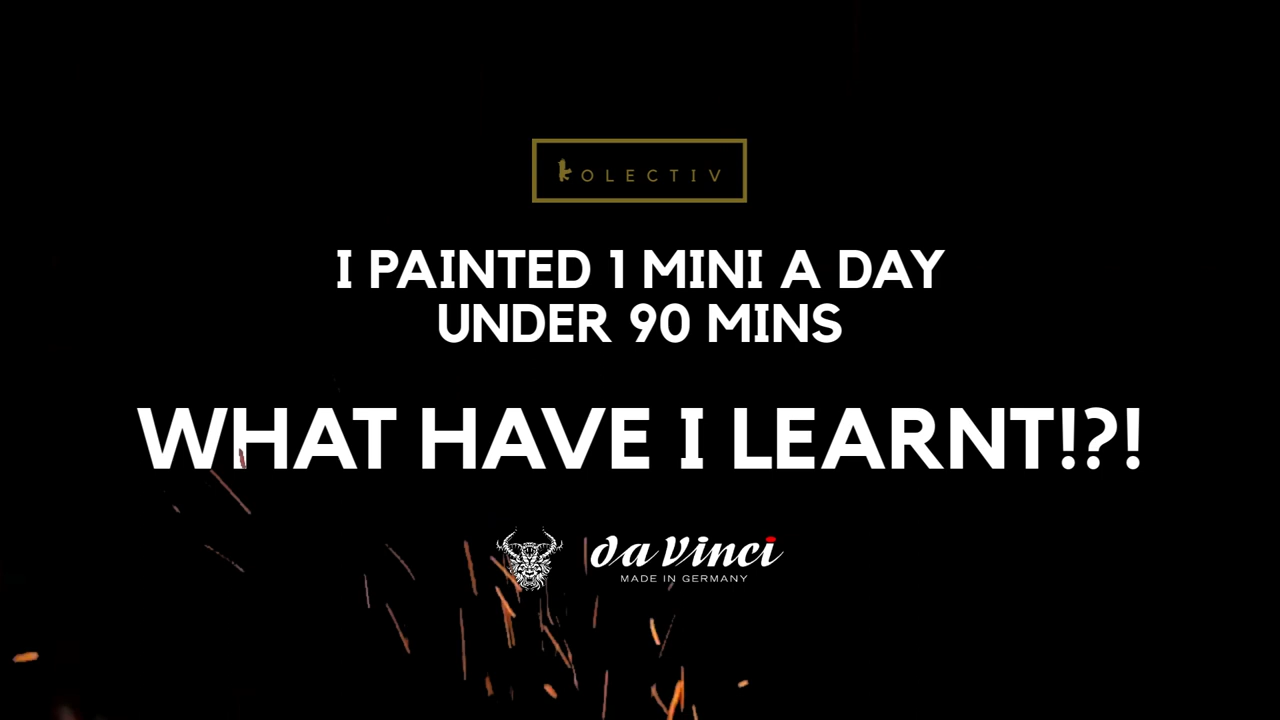 KOLECTIV
I PAINTED 1 MINI A DAY
UNDER 90 MINS
WHAT HAVE I LEARNT!?!
da Vinci
MADE IN GERMANY